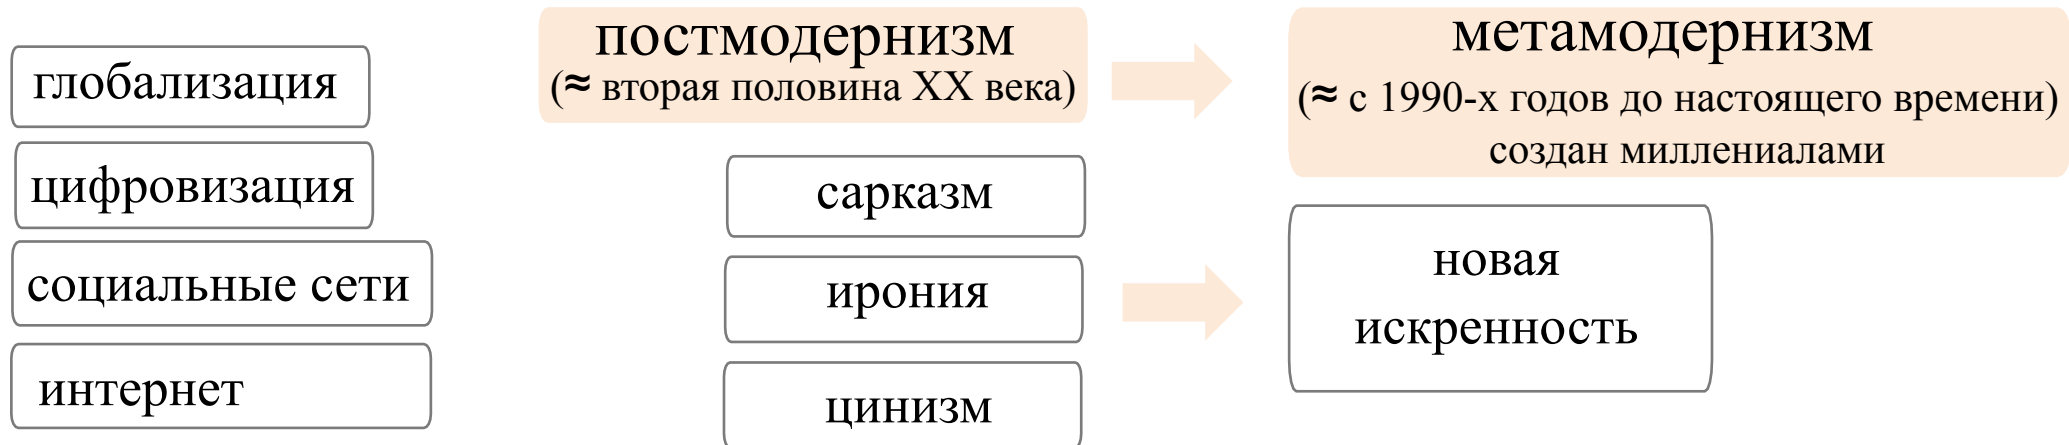 глобализация
цифровизация
социальные сети
интернет
постмодернизм
(≈ вторая половина XX века)
сарказм
ирония
цинизм
метамодернизм
(≈ с 1990-х годов до настоящего времени)
создан миллениалами
новая
искренность